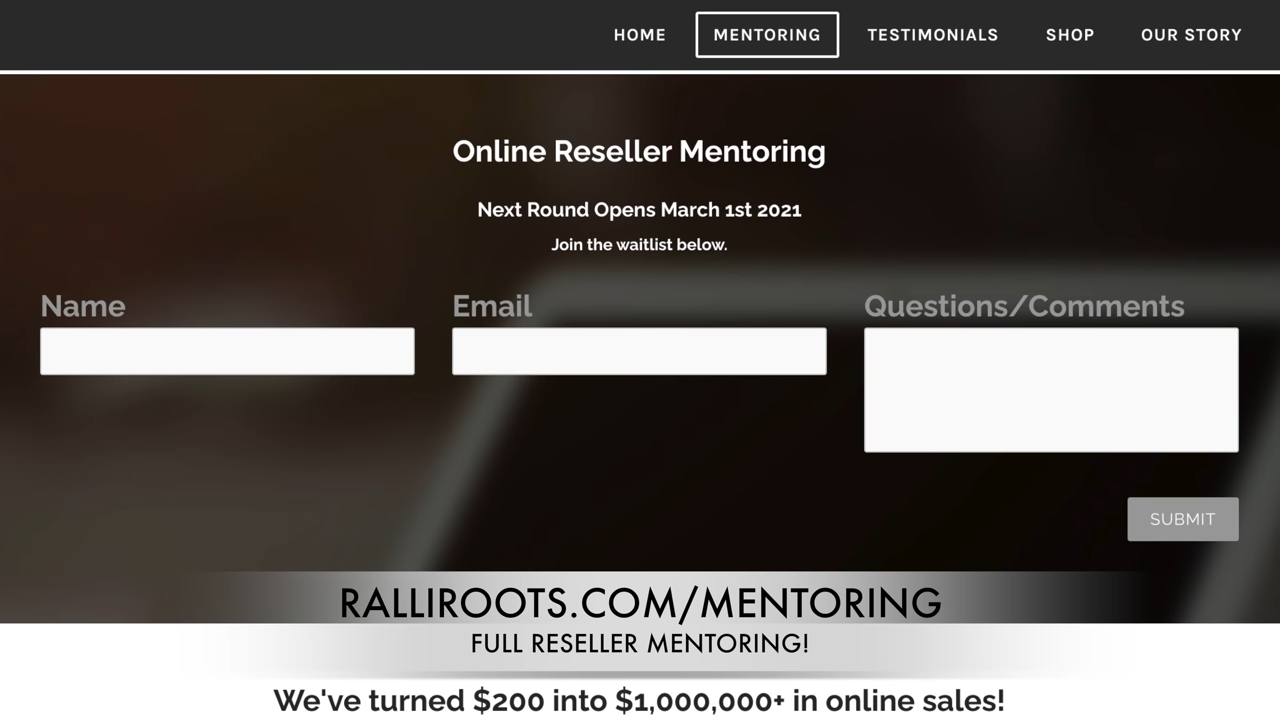 HOME MENTORING TESTIMONIALS SHOP OUR STORY
Online Reseller Mentoring
Next Round Opens March 1st 2021
Join the waitlist below.
Name Email Questions/Comments
SUBMIT
RALLIROOTS.COM/MENTORING
FULL RESELLER MENTORING!
We've turned $200 into $1,000,000+ in online sales!